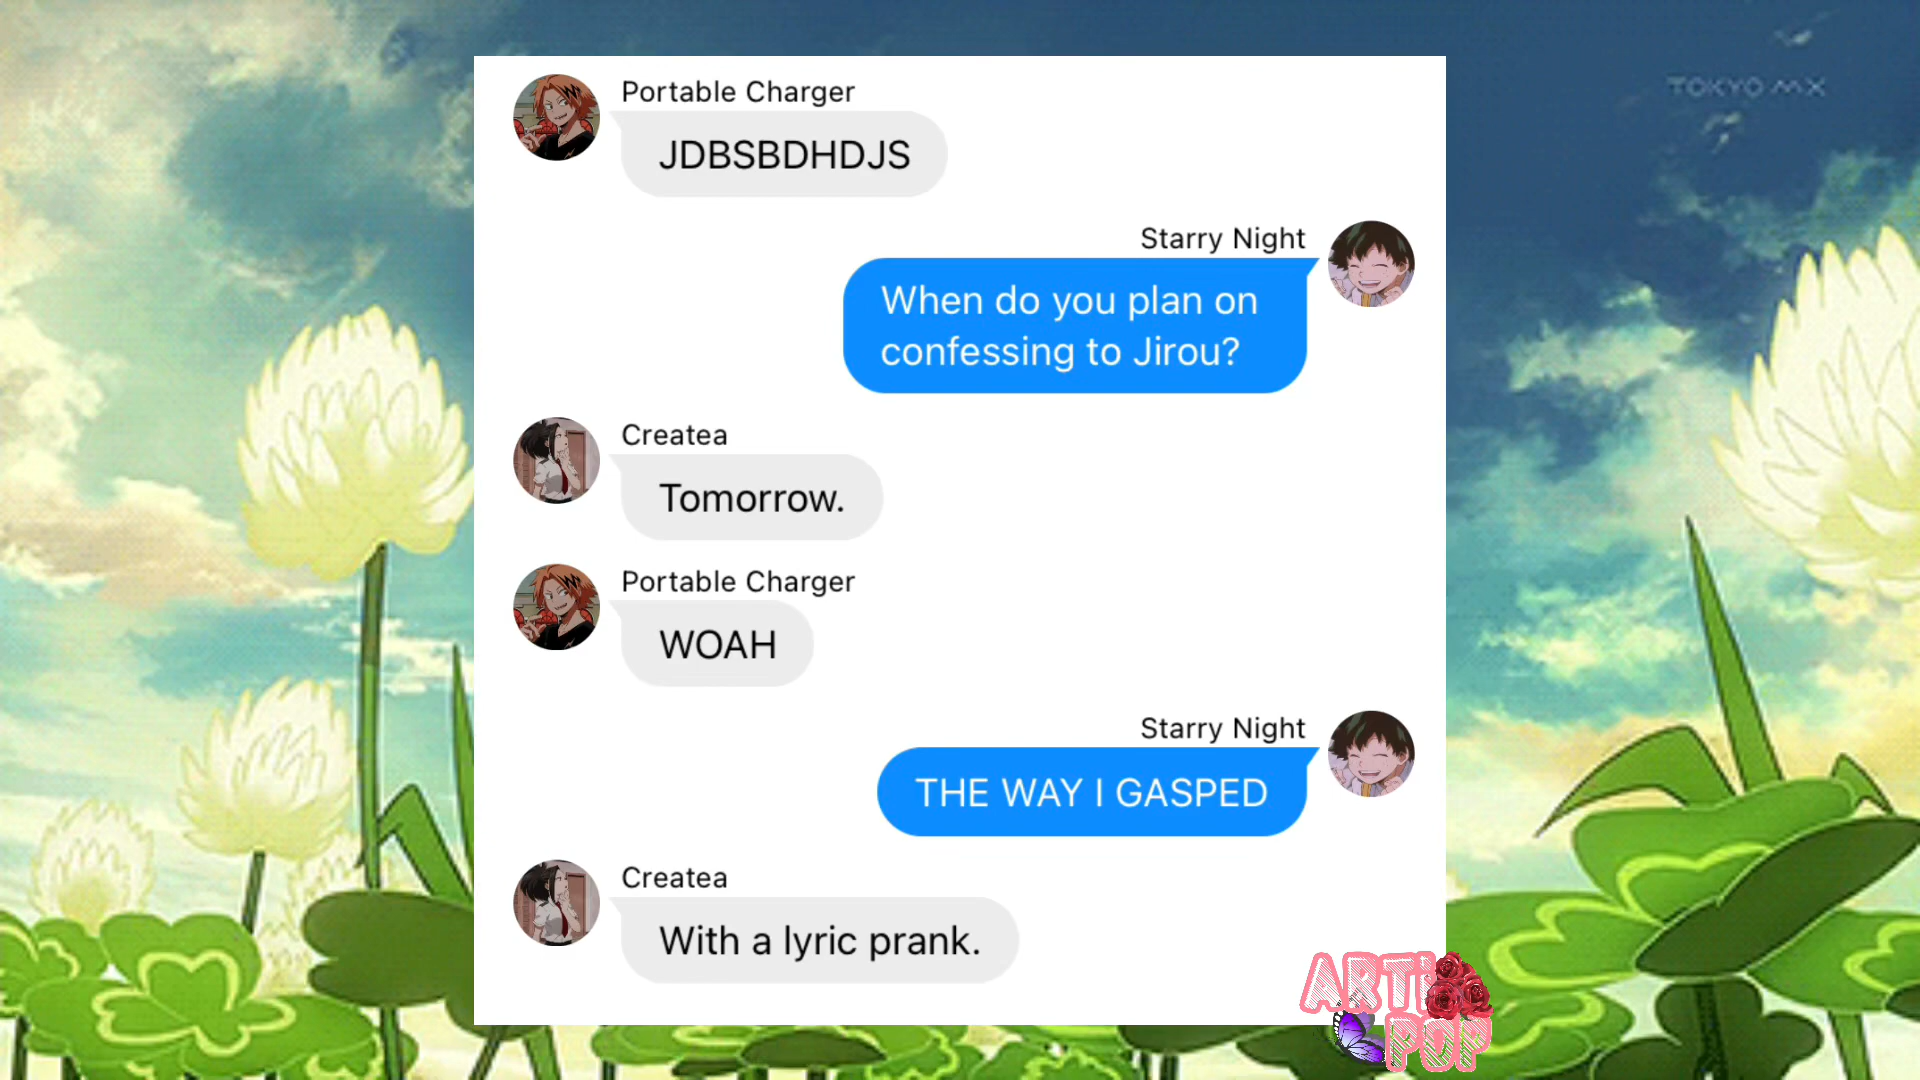 TOKYO MX
Portable Charger
JDBSBDHDJS
Starry Night
When do you plan on
confessing to Jirou?
Createa
Tomorrow.
Portable Charger
WOAH
Starry Night
THE WAY I GASPED
Createa
With a lyric prank.
ARTI
POP